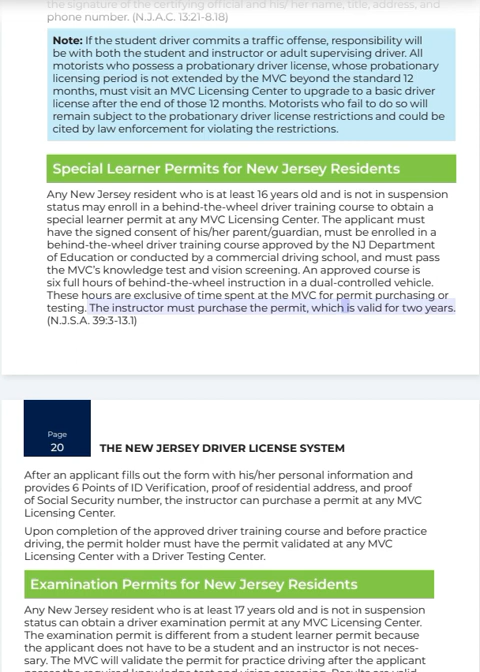 the signature of the certifying official and his/ her name, title, address, and
phone number. (N.J.A.C. 13:21-8.18)
Note: If the student driver commits a traffic offense, responsibility will
be with both the student and instructor or adult supervising driver. All
motorists who possess a probationary driver license, whose probationary
licensing period is not extended by the MVC beyond the standard 12
months, must visit an MVC Licensing Center to upgrade to a basic driver
license after the end of those 12 months. Motorists who fail to do so will
remain subject to the probationary driver license restrictions and could be
cited by law enforcement for violating the restrictions.
Special Learner Permits for New Jersey Residents
Any New Jersey resident who is at least 16 years old and is not in suspension
status may enroll in a behind-the-wheel driver training course to obtain a
special learner permit at any MVC Licensing Center. The applicant must
have the signed consent of his/her parent/guardian, must be enrolled in a
behind-the-wheel driver training course approved by the NJ Department
of Education or conducted by a commercial driving school, and must pass
the MVC's knowledge test and vision screening. An approved course is
six full hours of behind-the-wheel instruction in a dual-controlled vehicle.
These hours are exclusive of time spent at the MVC for permit purchasing or
testing. The instructor must purchase the permit, which is valid for two years.
(N.J.S.A. 39:3-13.1)
Page
20
THE NEW JERSEY DRIVER LICENSE SYSTEM
After an applicant fills out the form with his/her personal information and
provides 6 Points of ID Verification, proof of residential address, and proof
of Social Security number, the instructor can purchase a permit at any MVC
Licensing Center.
Upon completion of the approved driver training course and before practice
driving, the permit holder must have the permit validated at any MVC
Licensing Center with a Driver Testing Center.
Examination Permits for New Jersey Residents
Any New Jersey resident who is at least 17 years old and is not in suspension
status can obtain a driver examination permit at any MVC Licensing Center.
The examination permit is different from a student learner permit because
the applicant does not have to be a student and an instructor is not neces-
sary. The MVC will validate the permit for practice driving after the applicant